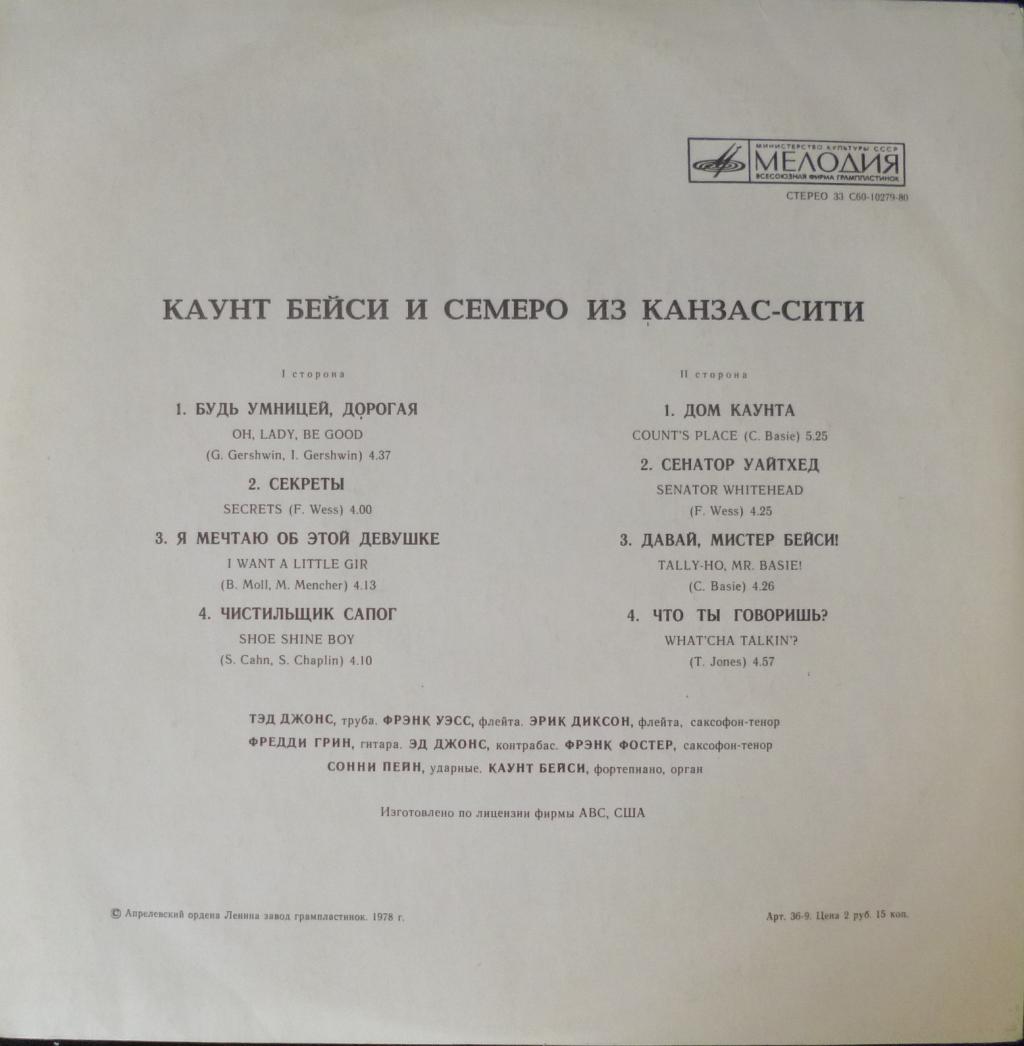 МИНИСТЕРСТВО КУЛЬТУРЫ СССР
МЕЛОДИЯ
ВСЕСОЮЗНАЯ ФИРМА ГРАМПЛАСТИНОК
СТЕРЕО 33 С60-10279-80
КАУНТ БЕЙСИ И СЕМЕРО ИЗ КАНЗАС-СИТИ
I сторона
1. БУДЬ УМНИЦЕЙ, ДОРОГАЯ
OH, LADY, BE GOOD
(G. Gershwin, I. Gershwin) 4.37
2. СЕКРЕТЫ
SECRETS (F. Wess) 4.00
3. Я МЕЧТАЮ ОБ ЭТОЙ ДЕВУШКЕ
I WANT A LITTLE GIR
(B. Moll, M. Mencher) 4.13
4. ЧИСТИЛЬЩИК САПОГ
SHOE SHINE BOY
(S. Cahn, S. Chaplin) 4.10
II сторона
1. ДОМ КАУНТА
COUNT'S PLACE (C. Basie) 5.25
2. СЕНАТОР УАЙТХЕД
SENATOR WHITEHEAD
(F. Wess) 4.25
3. ДАВАЙ, МИСТЕР БЕЙСИ!
TALLY-HO, MR. BASIE!
(C. Basie) 4.26
4. ЧТО ТЫ ГОВОРИШЬ?
WHAT'CHA TALKIN'?
(T. Jones) 4.57
ТЭД ДЖОНС, труба. ФРЭНК УЭСС, флейта. ЭРИК ДИКСОН, флейта, саксофон-тенор
ФРЕДДИ ГРИН, гитара. ЭД ДЖОНС, контрабас. ФРЭНК ФОСТЕР, саксофон-тенор
СОННИ ПЕЙН, ударные. КАУНТ БЕЙСИ, фортепиано, орган
Изготовлено по лицензии фирмы ABC, США
© Апрелевский ордена Ленина завод грампластинок. 1978 г.
Арт. 36-9. Цена 2 руб. 15 коп.